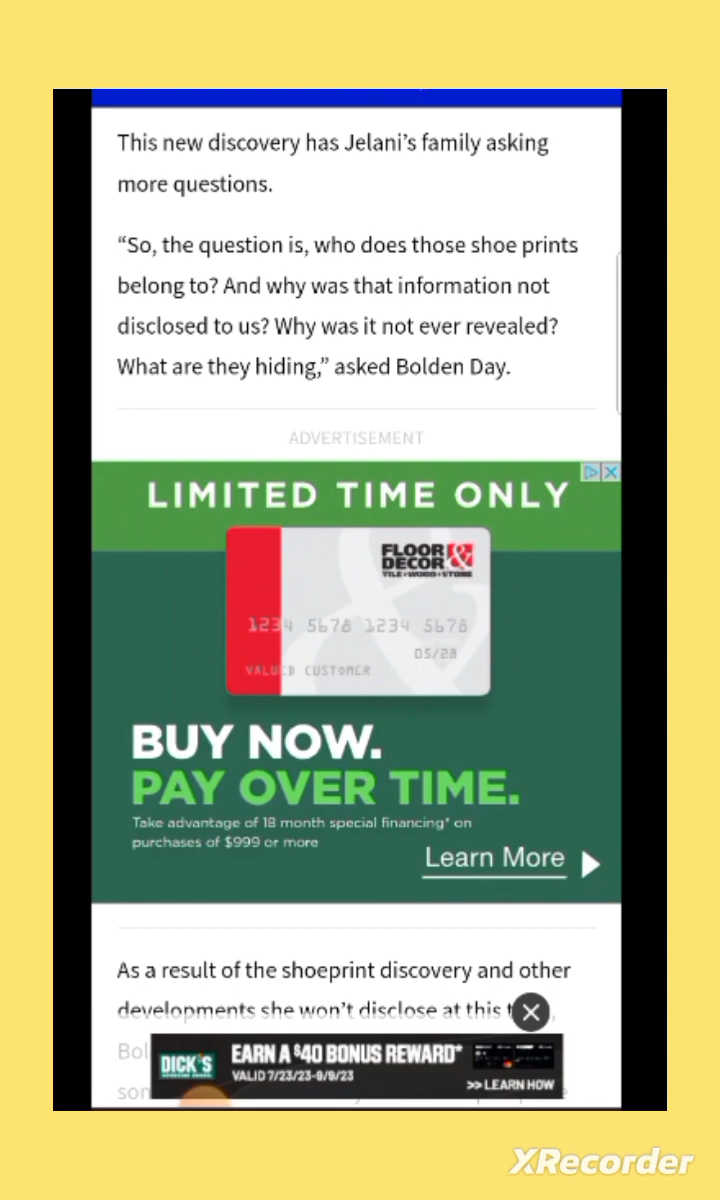 This new discovery has Jelani’s family asking
more questions.
“So, the question is, who does those shoe prints
belong to? And why was that information not
disclosed to us? Why was it not ever revealed?
What are they hiding,” asked Bolden Day.
ADVERTISEMENT
LIMITED TIME ONLY
FLOOR &
DECOR
TILE • WOOD • STONE
1234 5678 1234 5678
05/28
VALUED CUSTOMER
BUY NOW.
PAY OVER TIME.
Take advantage of 18 month special financing* on
purchases of $999 or more
Learn More
As a result of the shoeprint discovery and other
developments she won’t disclose at this
Bol
DICK'S
EARN A $40 BONUS REWARD*
VALID 7/23/23-9/9/23
>> LEARN HOW
som
XRecorder